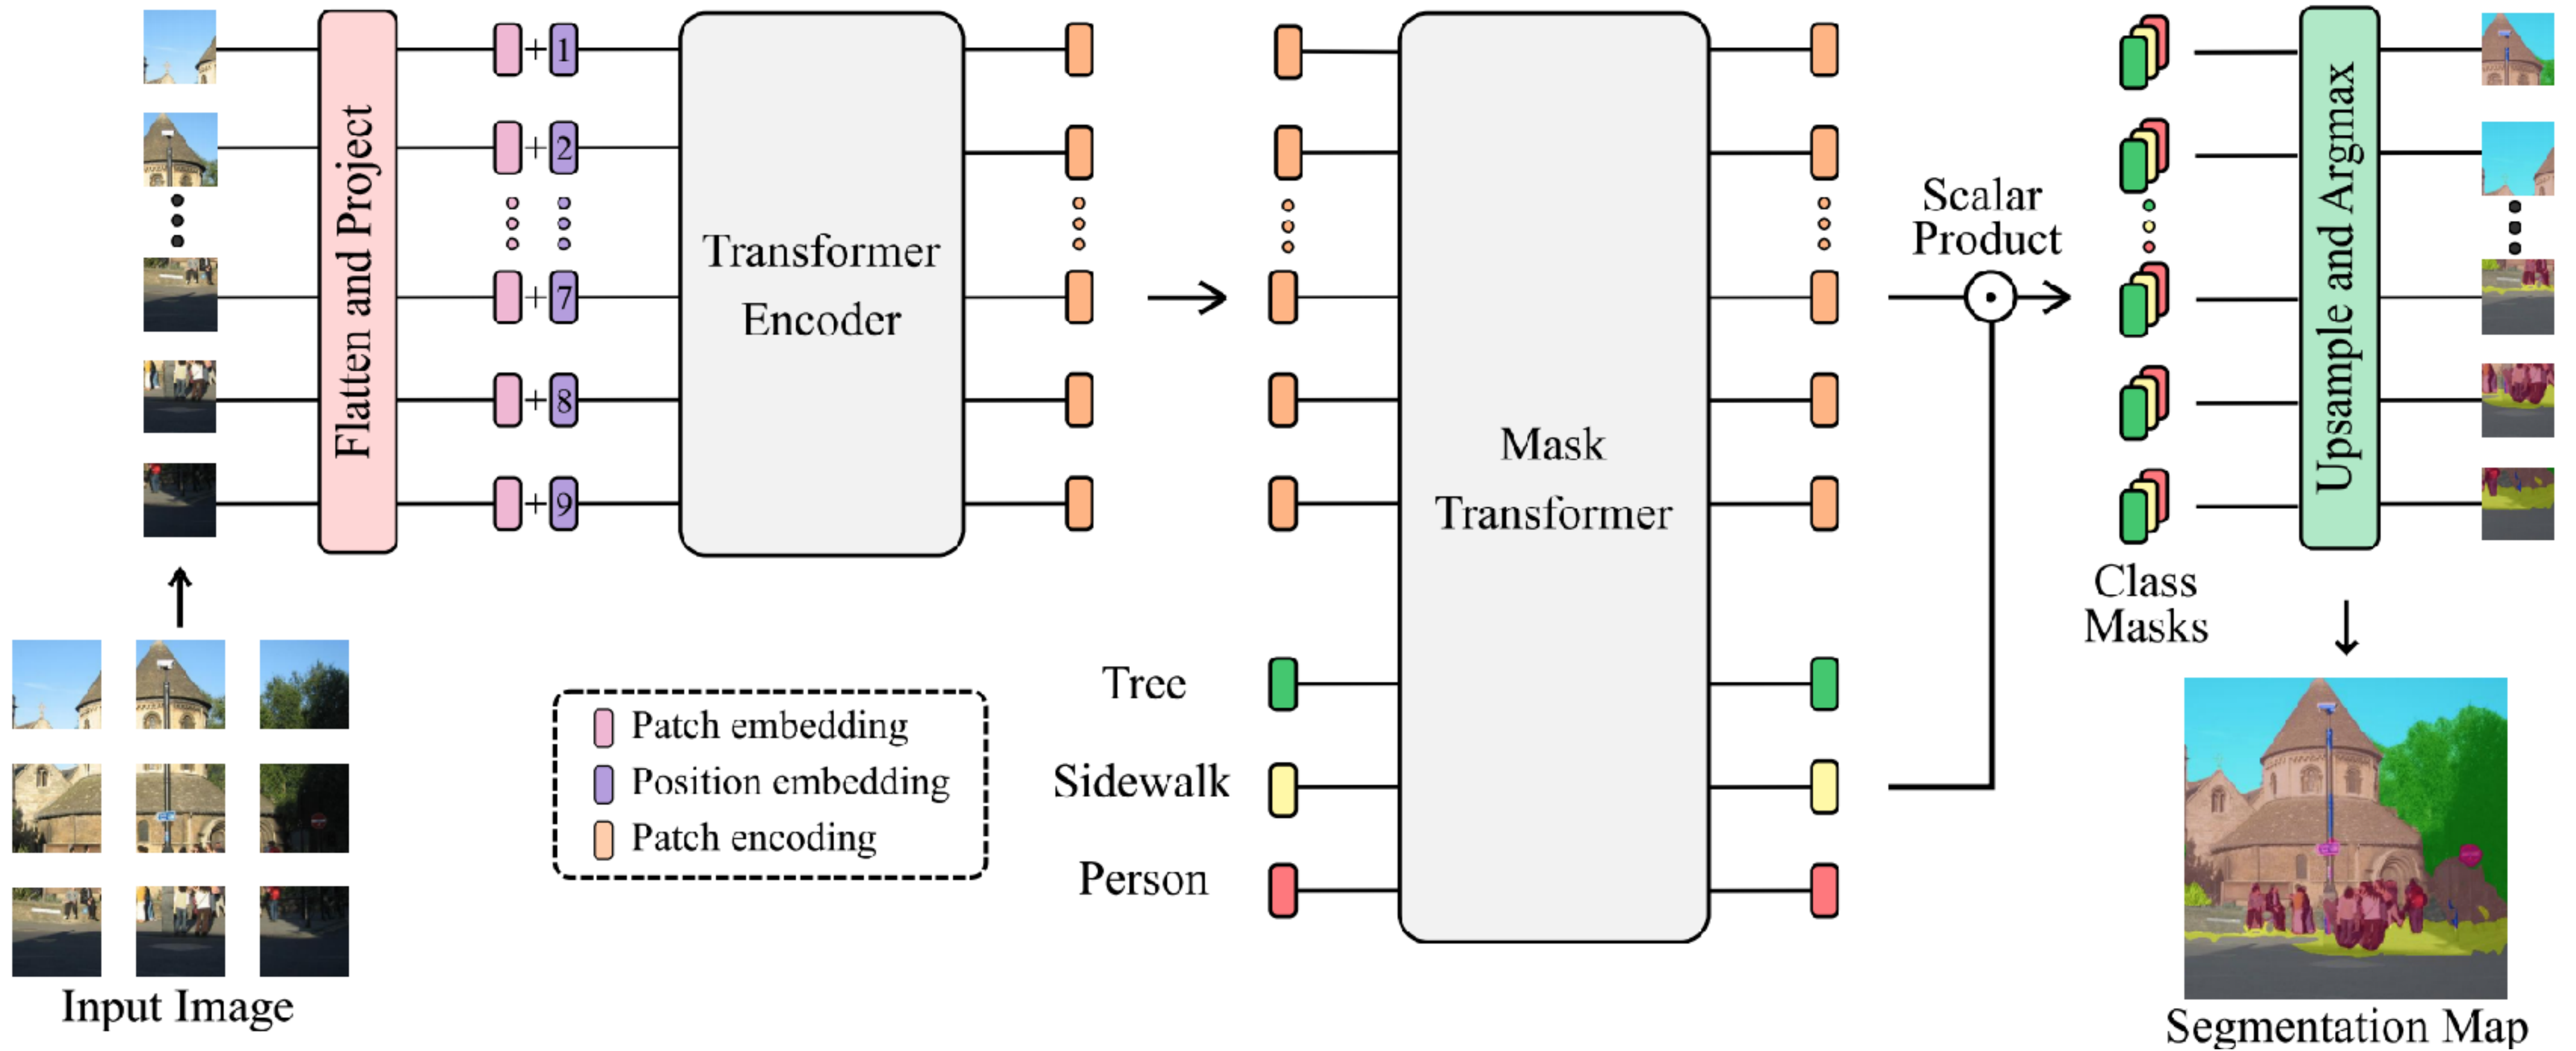 Flatten and Project
+ 1
+ 2
+ 7
+ 8
+ 9
Transformer
Encoder
Mask
Transformer
Scalar
Product
Class
Masks
Upsample and Argmax
Tree
Sidewalk
Person
Patch embedding
Position embedding
Patch encoding
Input Image
Segmentation Map